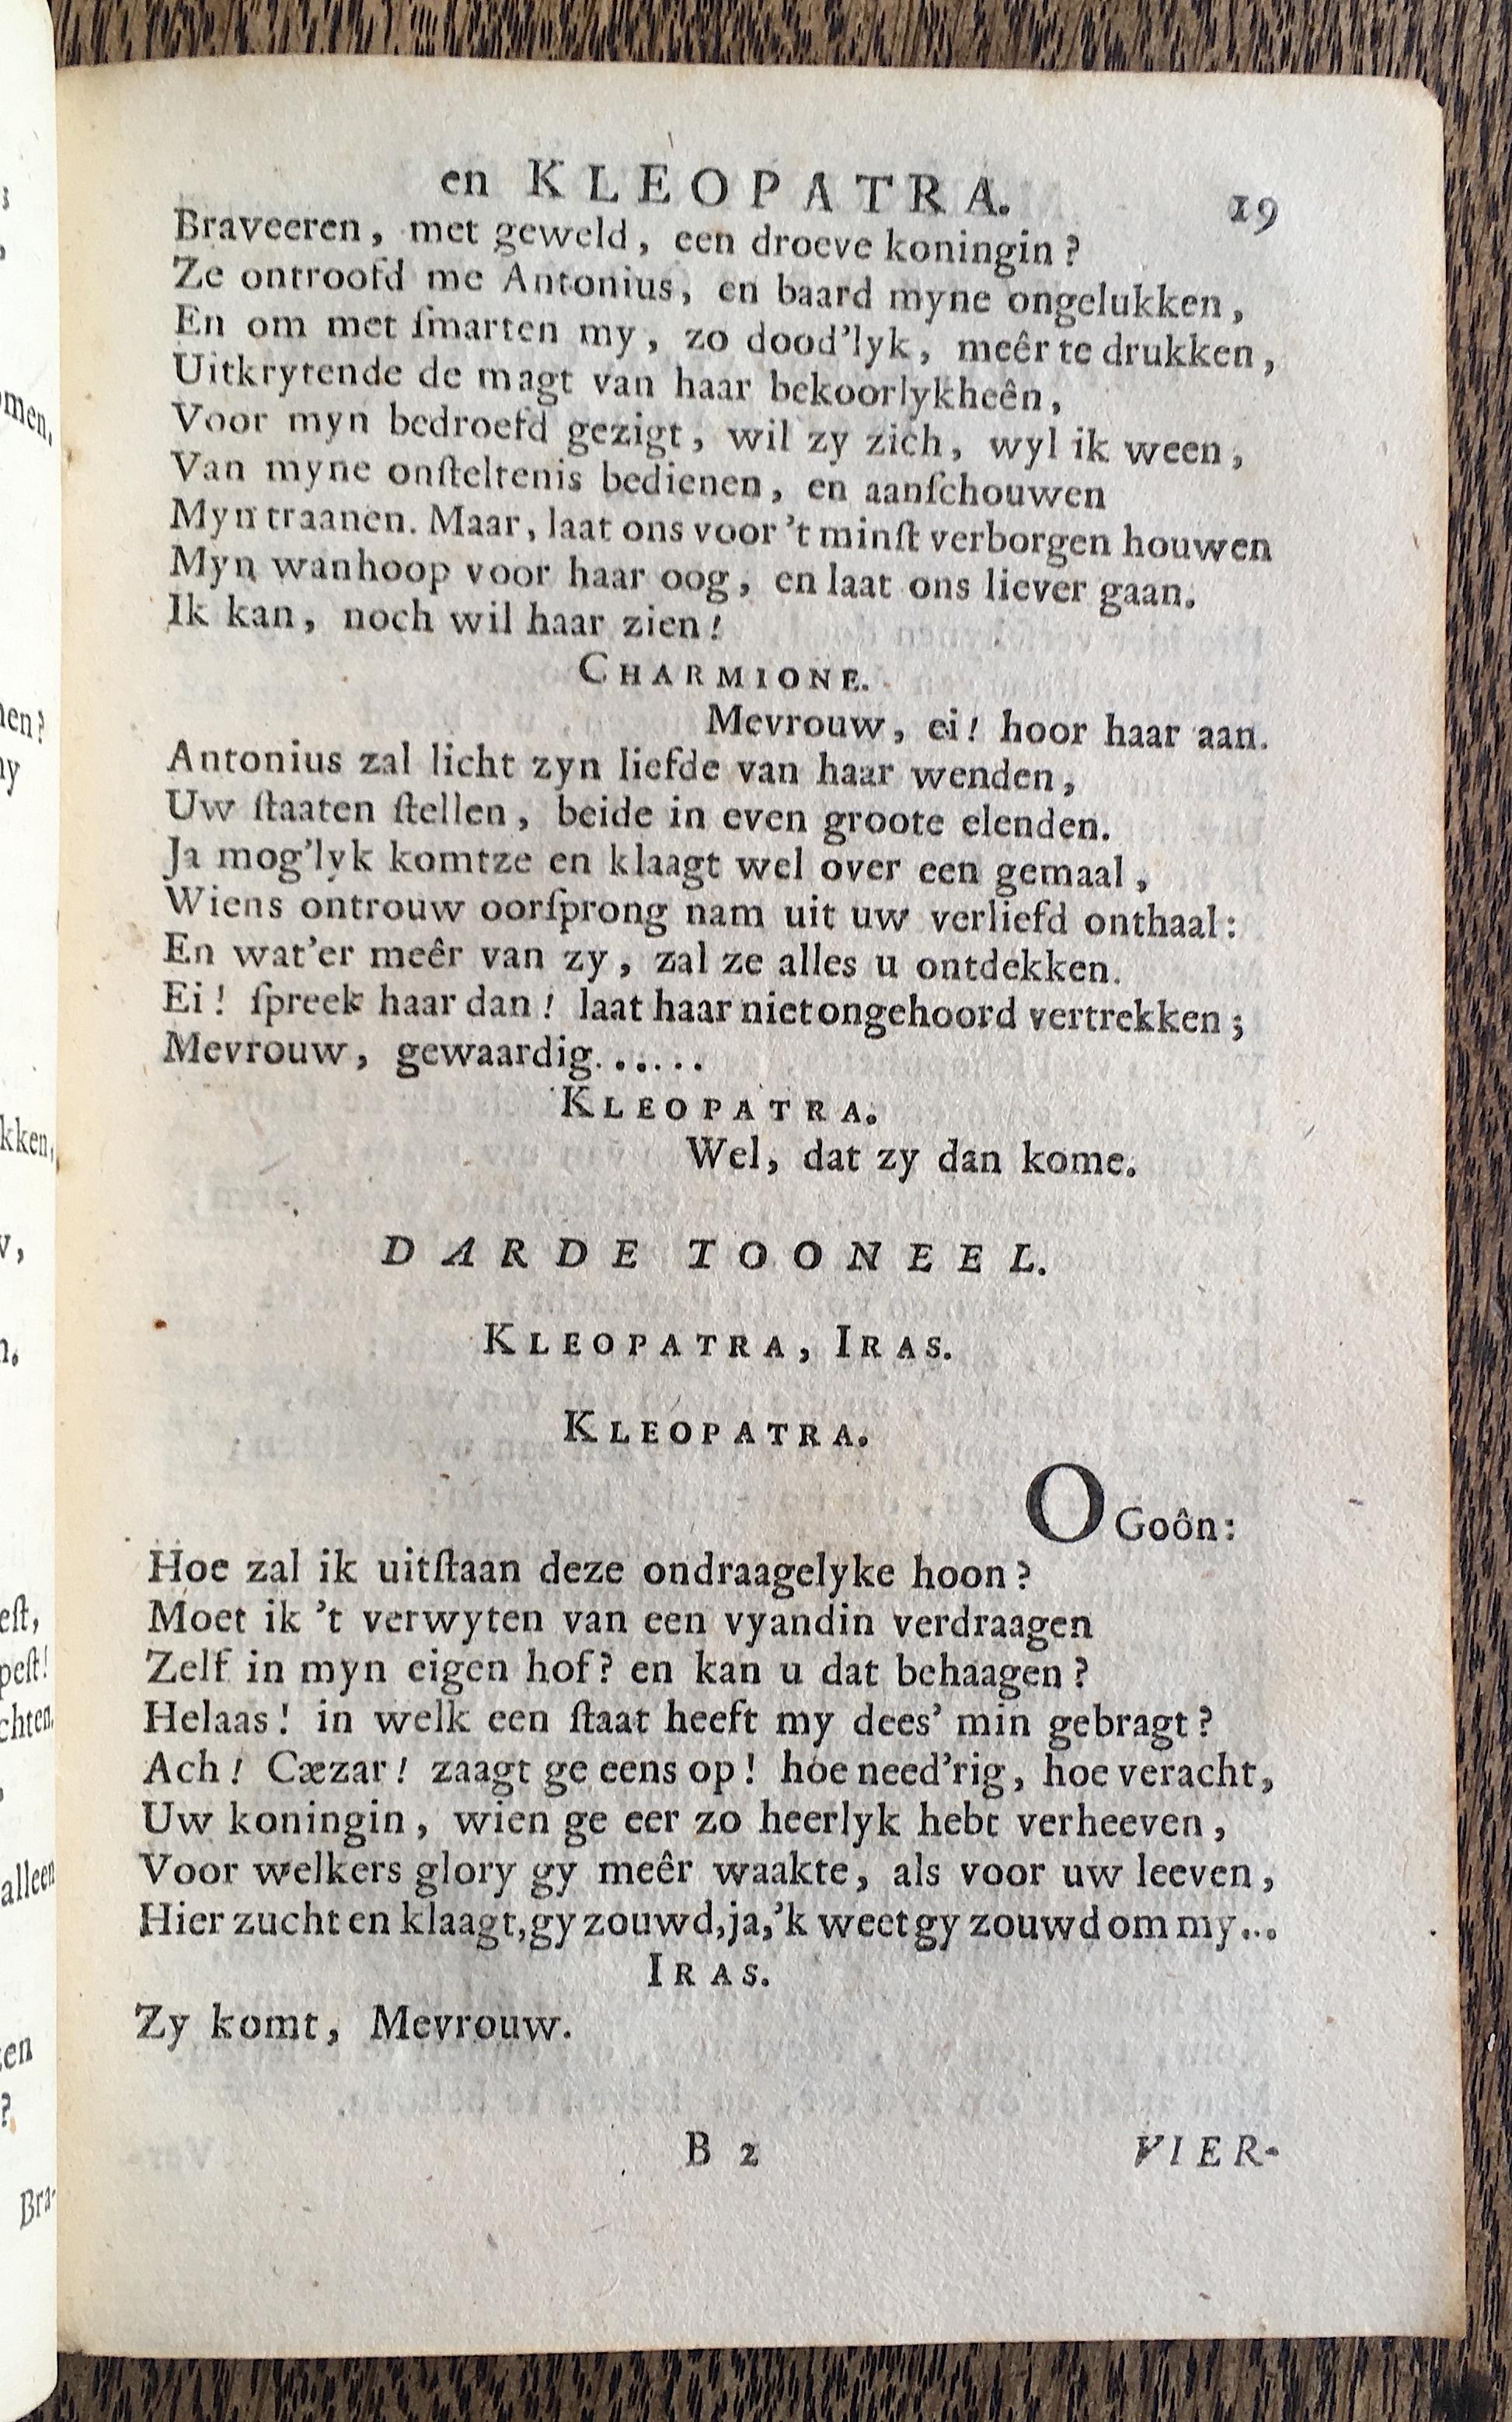 en KLEOPATRA. 19
Braveeren, met geweld, een droeve koningin?
Ze ontroofd me Antonius, en baard myne ongelukken,
En om met ſmarten my, zo dood'lyk, meêr te drukken,
Uitkrytende de magt van haar bekoorlykheên,
Voor myn bedroefd gezigt, wil zy zich, wyl ik ween,
Van myne onſteltenis bedienen, en aanſchouwen
Myn traanen. Maar, laat ons voor 't minſt verborgen houwen
Myn wanhoop voor haar oog, en laat ons liever gaan.
Ik kan, noch wil haar zien!
CHARMIONE.
Mevrouw, ei! hoor haar aan.
Antonius zal licht zyn liefde van haar wenden,
Uw ſtaaten ſtellen, beide in even groote elenden.
Ja mog'lyk komtze en klaagt wel over een gemaal,
Wiens ontrouw oorſprong nam uit uw verliefd onthaal:
En wat'er meêr van zy, zal ze alles u ontdekken.
Ei! ſpreek haar dan! laat haar niet ongehoord vertrekken;
Mevrouw, gewaardig......
KLEOPATRA.
Wel, dat zy dan kome.
DARDE TOONEEL.
KLEOPATRA, IRAS.
KLEOPATRA.
O Goôn:
Hoe zal ik uitſtaan deze ondraagelyke hoon?
Moet ik 't verwyten van een vyandin verdraagen
Zelf in myn eigen hof? en kan u dat behaagen?
Helaas! in welk een ſtaat heeft my dees' min gebragt?
Ach! Cæzar! zaagt ge eens op! hoe need'rig, hoe veracht,
Uw koningin, wien ge eer zo heerlyk hebt verheeven,
Voor welkers glory gy meêr waakte, als voor uw leeven,
Hier zucht en klaagt, gy zouwd, ja, 'k weet gy zouwd om my...
IRAS.
Zy komt, Mevrouw.
B 2 VIER-